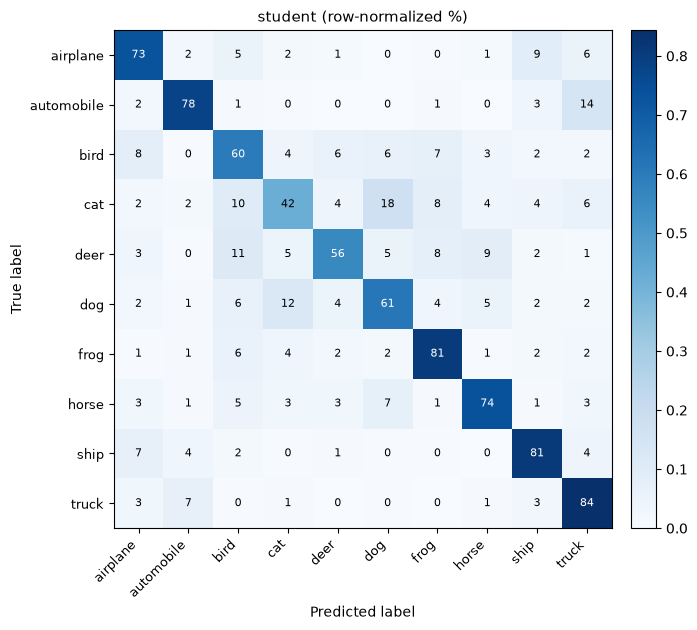 student (row-normalized %)
airplane 73 2 5 2 1 0 0 1 9 6
automobile 2 78 1 0 0 0 1 0 3 14
bird 8 0 60 4 6 6 7 3 2 2
cat 2 2 10 42 4 18 8 4 4 6
deer 3 0 11 5 56 5 8 9 2 1
dog 2 1 6 12 4 61 4 5 2 2
frog 1 1 6 4 2 2 81 1 2 2
horse 3 1 5 3 3 7 1 74 1 3
ship 7 4 2 0 1 0 0 0 81 4
truck 3 7 0 1 0 0 0 1 3 84
airplane automobile bird cat deer dog frog horse ship truck
Predicted label
True label
0.8
0.7
0.6
0.5
0.4
0.3
0.2
0.1
0.0